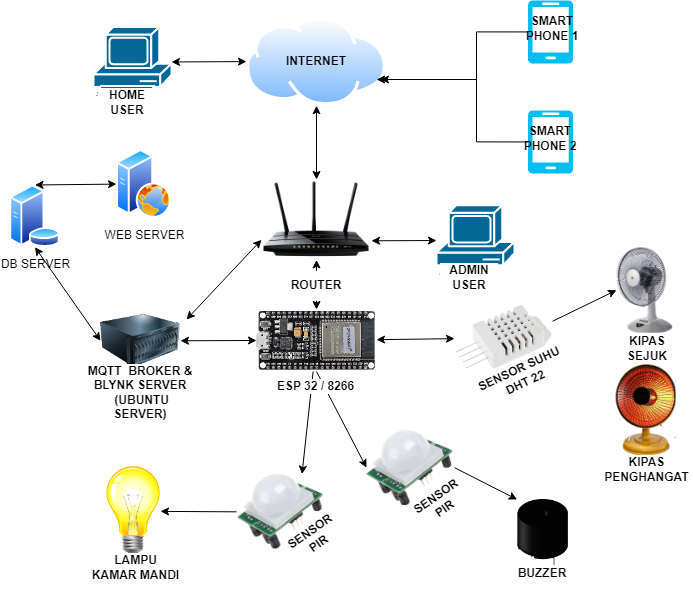 SMART
PHONE 1
INTERNET
HOME
USER
SMART
PHONE 2
WEB SERVER
DB SERVER
ADMIN
USER
ROUTER
KIPAS
SEJUK
SENSOR SUHU
DHT 22
MQTT BROKER &
BLYNK SERVER
(UBUNTU
SERVER)
ESP 32 / 8266
KIPAS
PENGHANGAT
SENSOR
PIR
SENSOR
PIR
LAMPU
KAMAR MANDI
BUZZER